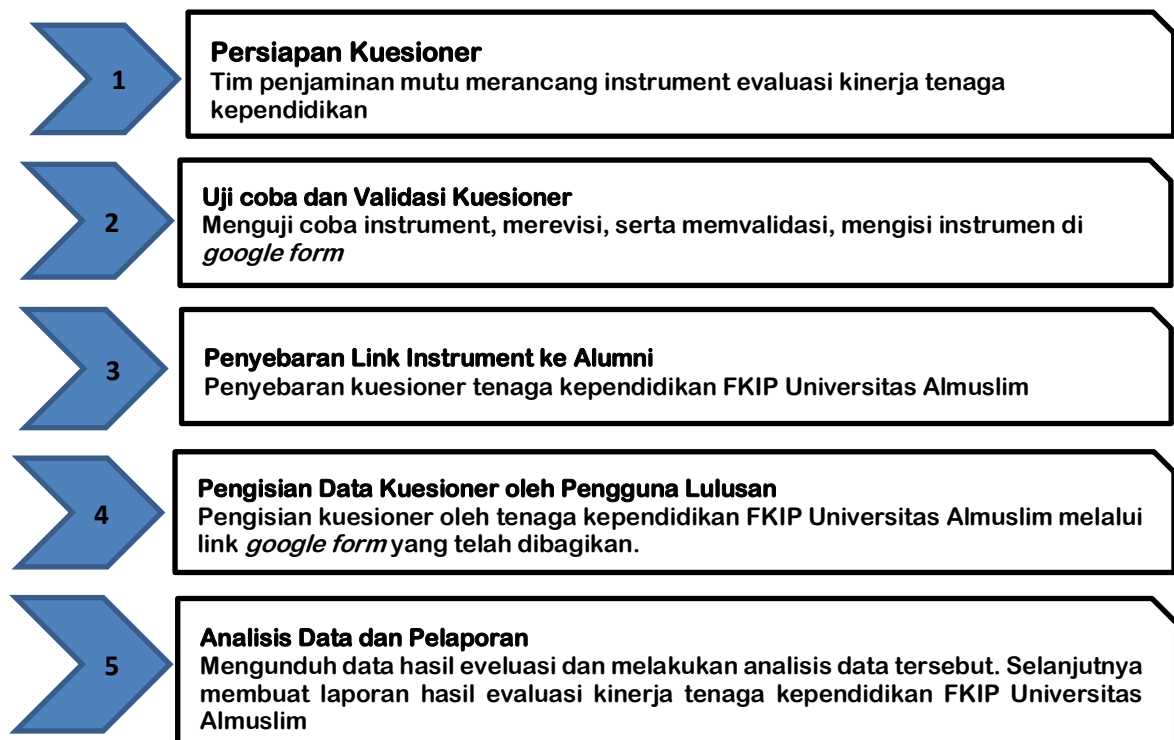 1
Persiapan Kuesioner
Tim penjaminan mutu merancang instrument evaluasi kinerja tenaga
kependidikan
2
Uji coba dan Validasi Kuesioner
Menguji coba instrument, merevisi, serta memvalidasi, mengisi instrumen di
google form
3
Penyebaran Link Instrument ke Alumni
Penyebaran kuesioner tenaga kependidikan FKIP Universitas Almuslim
4
Pengisian Data Kuesioner oleh Pengguna Lulusan
Pengisian kuesioner oleh tenaga kependidikan FKIP Universitas Almuslim melalui
link google form yang telah dibagikan.
5
Analisis Data dan Pelaporan
Mengunduh data hasil eveluasi dan melakukan analisis data tersebut. Selanjutnya
membuat laporan hasil evaluasi kinerja tenaga kependidikan FKIP Universitas
Almuslim